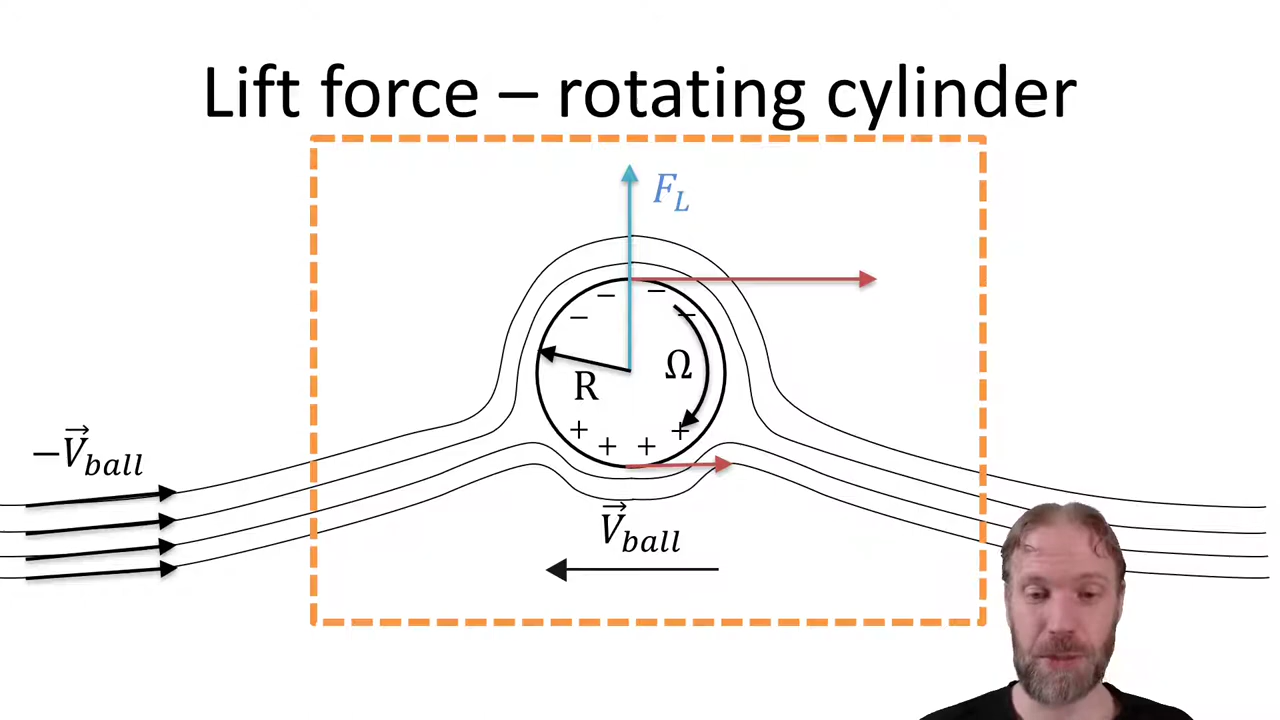 Lift force – rotating cylinder
F_L
− −
− −
R Ω
−V⃗_ball
+ +
+ +
V⃗_ball